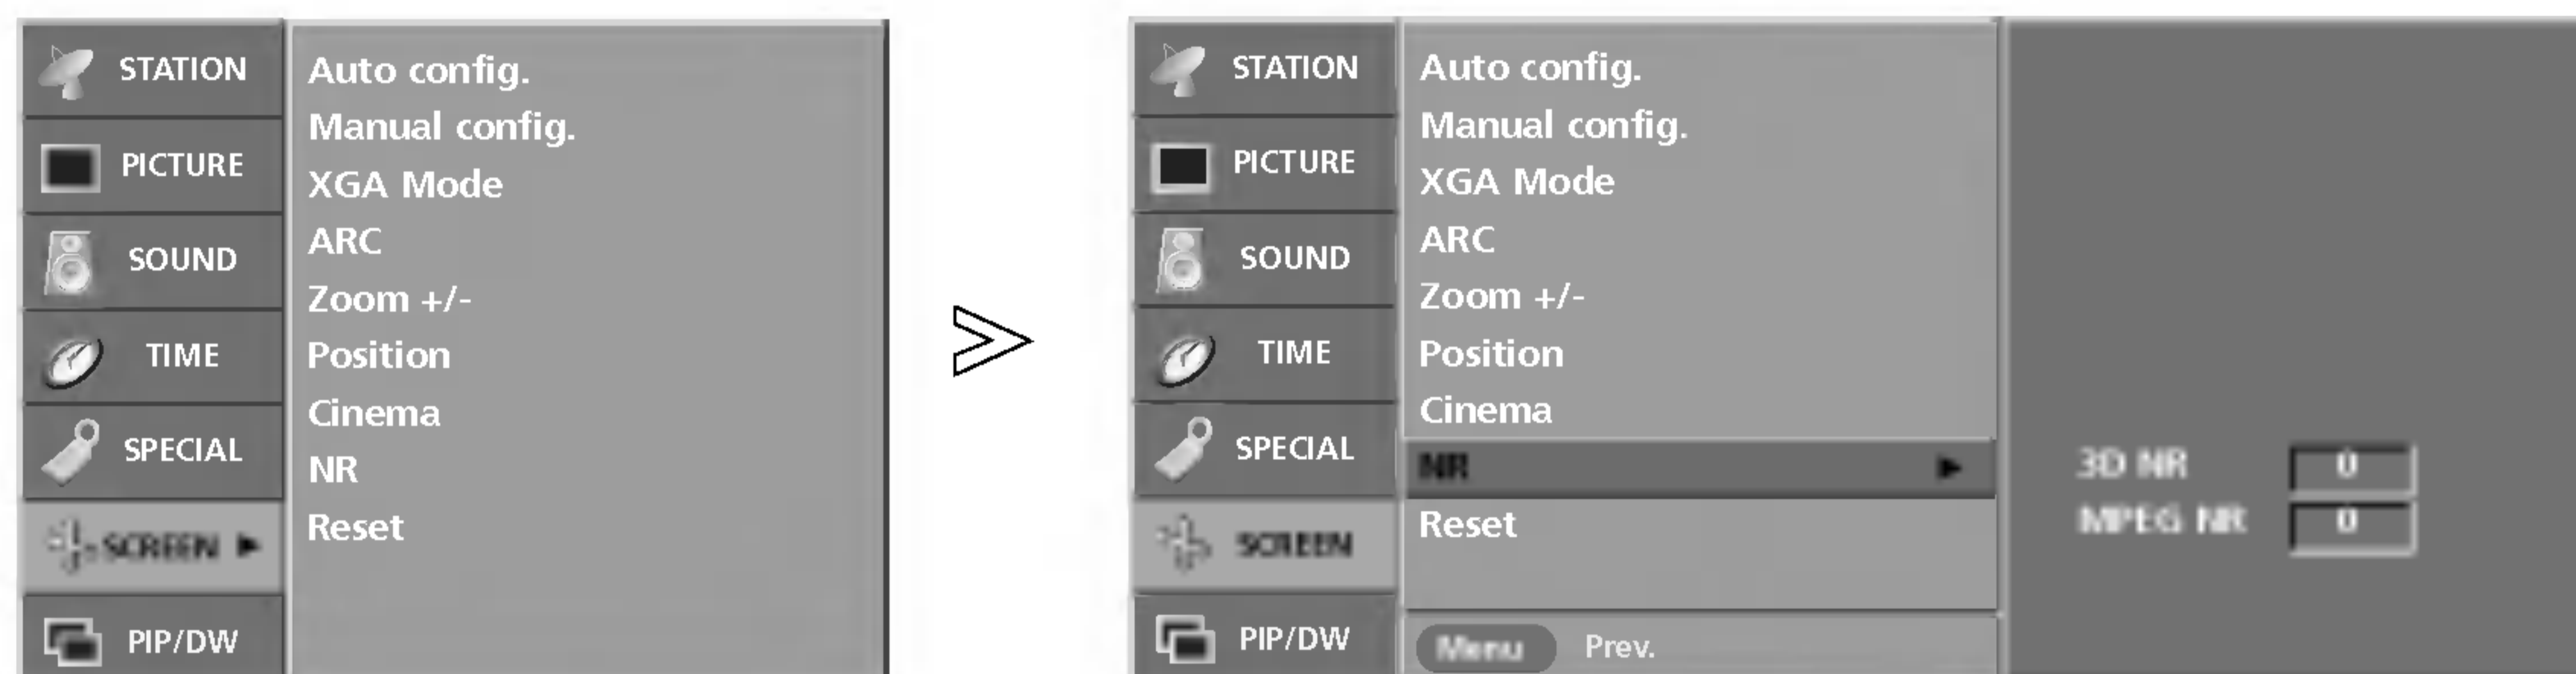 STATION
PICTURE
SOUND
TIME
SPECIAL
SCREEN
PIP/DW
Auto config.
Manual config.
XGA Mode
ARC
Zoom +/-
Position
Cinema
NR
Reset
STATION
PICTURE
SOUND
TIME
SPECIAL
SCREEN
PIP/DW
Auto config.
Manual config.
XGA Mode
ARC
Zoom +/-
Position
Cinema
NR
Reset
Menu Prev.
3D NR 0
MPEG NR 0